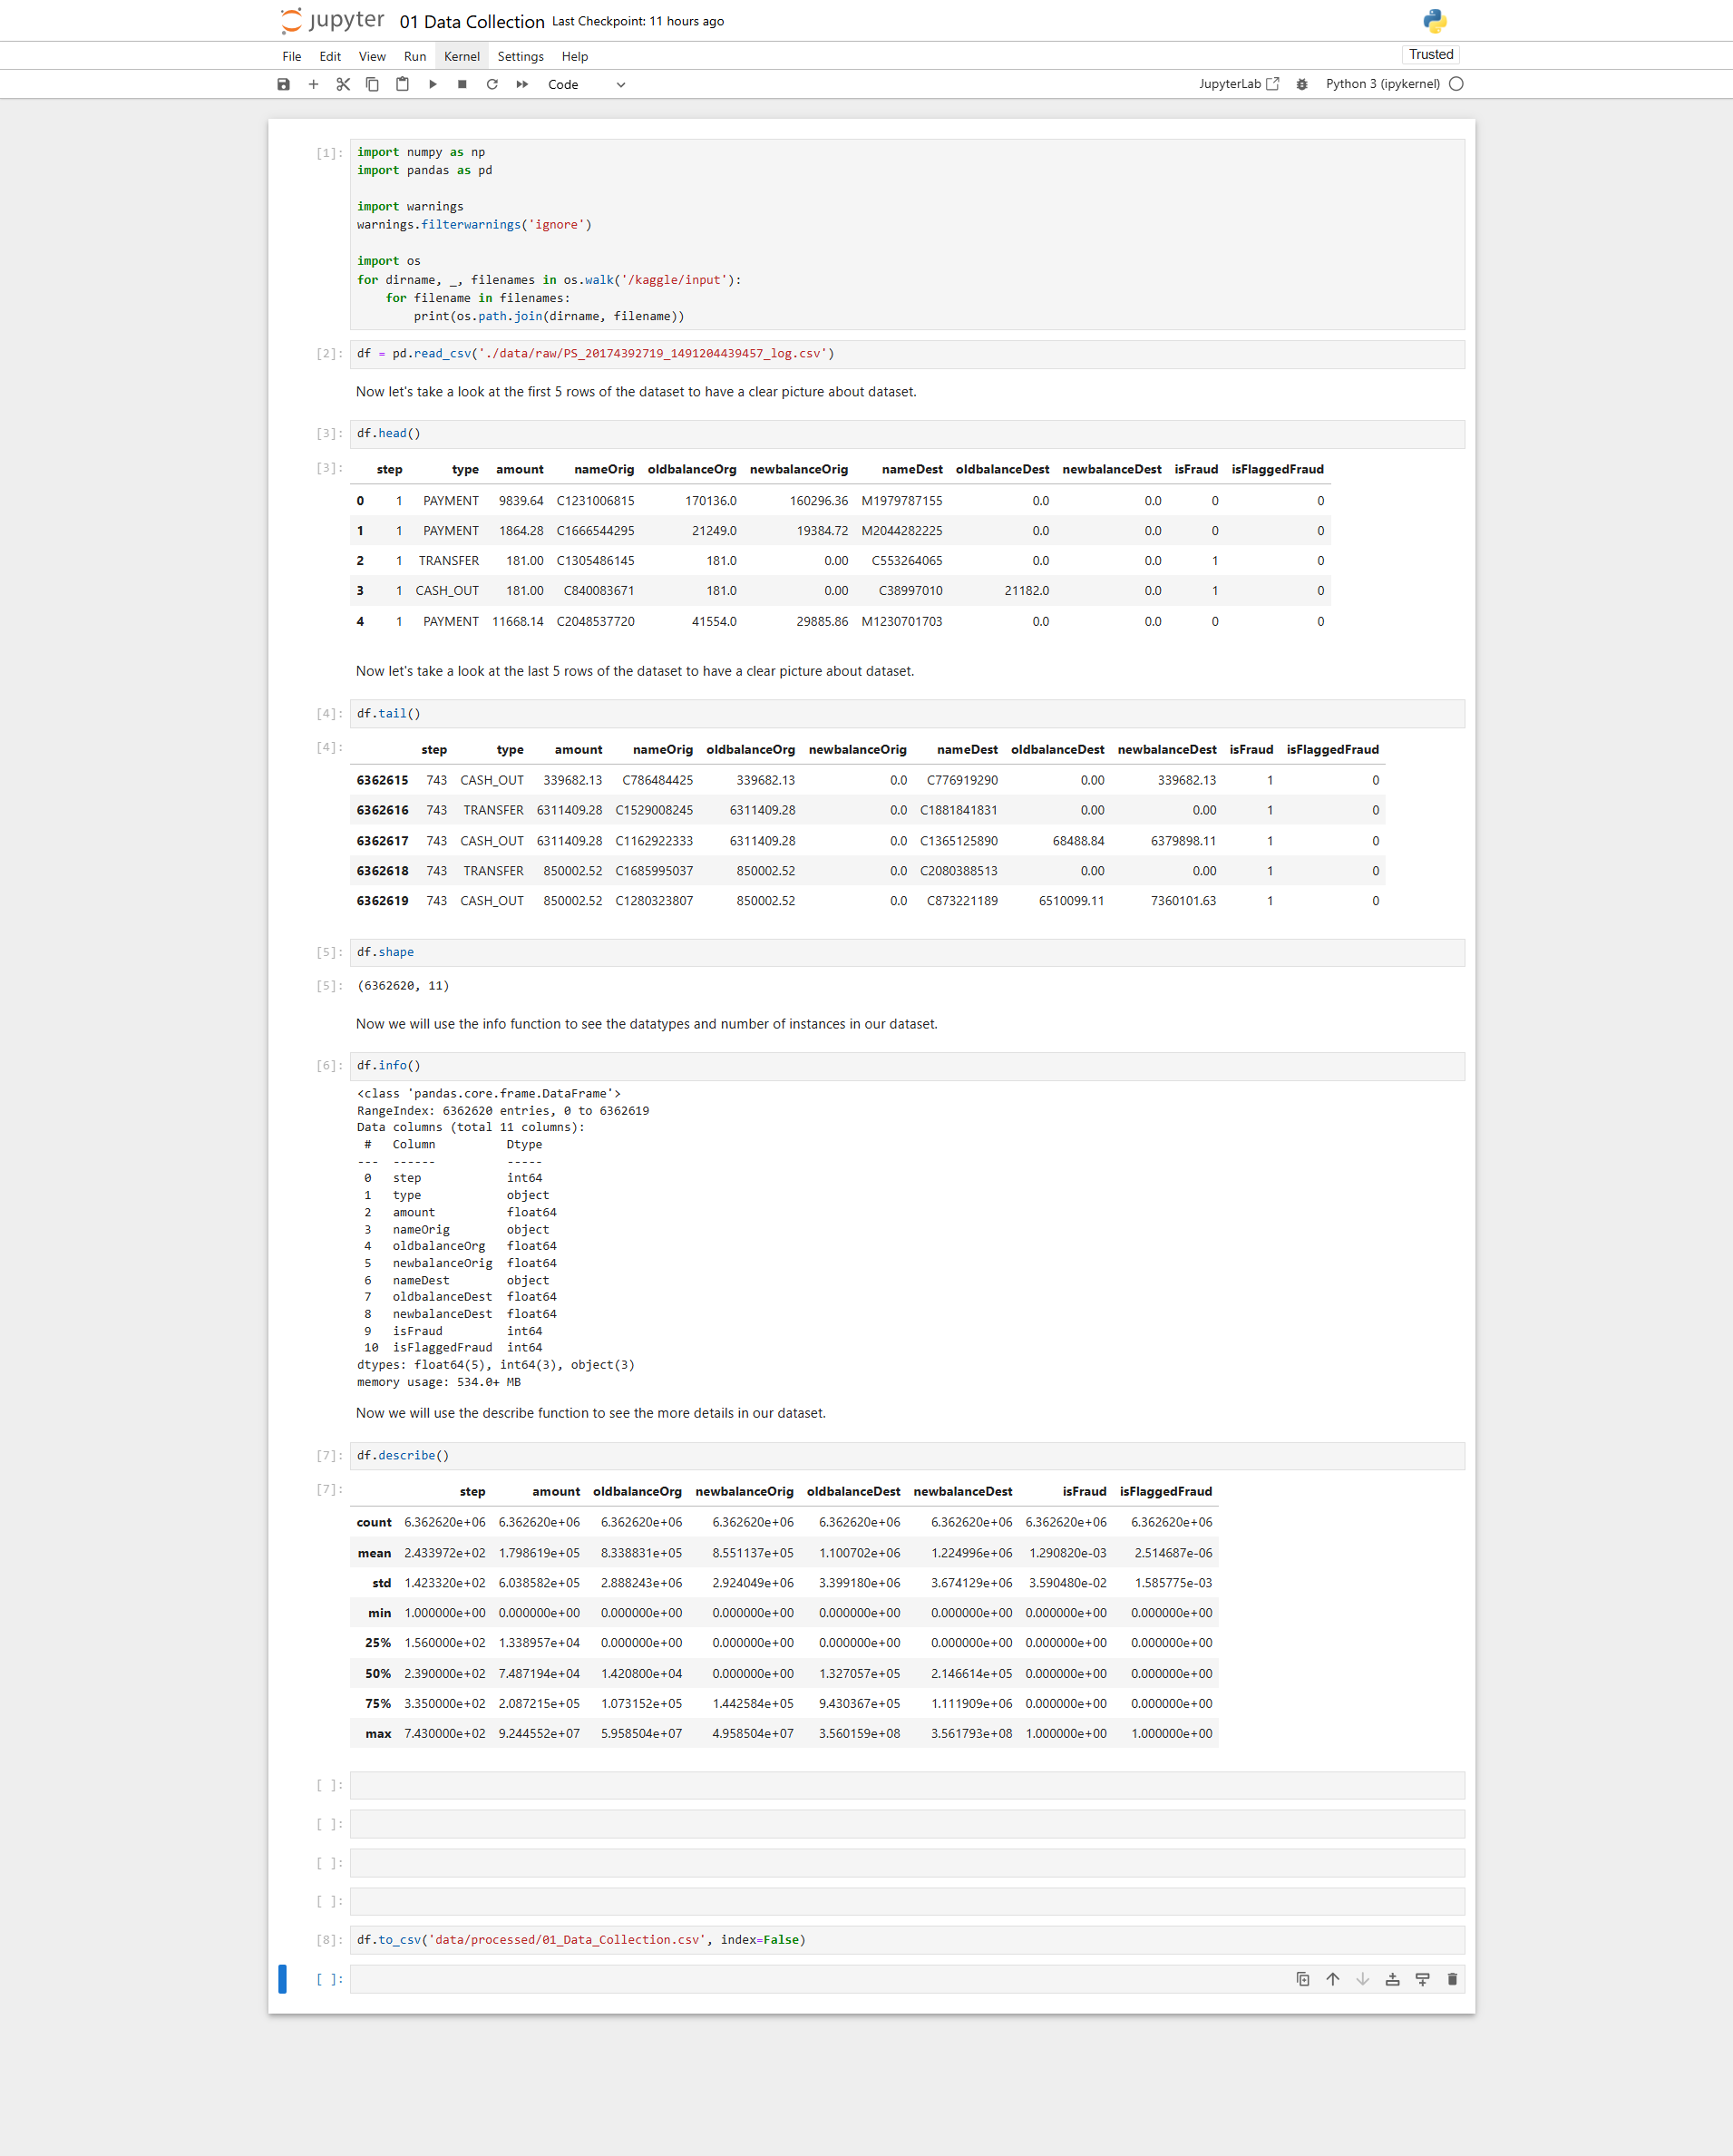 jupyter 01 Data Collection Last Checkpoint: 11 hours ago
File Edit View Run Kernel Settings Help Trusted
Code JupyterLab Python 3 (ipykernel)
[1]: import numpy as np
import pandas as pd
import warnings
warnings.filterwarnings('ignore')
import os
for dirname, _, filenames in os.walk('/kaggle/input'):
    for filename in filenames:
        print(os.path.join(dirname, filename))
[2]: df = pd.read_csv('./data/raw/PS_20174392719_1491204439457_log.csv')
Now let's take a look at the first 5 rows of the dataset to have a clear picture about dataset.
[3]: df.head()
[3]: step type amount nameOrig oldbalanceOrg newbalanceOrig nameDest oldbalanceDest newbalanceDest isFraud isFlaggedFraud
0 1 PAYMENT 9839.64 C1231006815 170136.0 160296.36 M1979787155 0.0 0.0 0 0
1 1 PAYMENT 1864.28 C1666544295 21249.0 19384.72 M2044282225 0.0 0.0 0 0
2 1 TRANSFER 181.00 C1305486145 181.0 0.00 C553264065 0.0 0.0 1 0
3 1 CASH_OUT 181.00 C840083671 181.0 0.00 C38997010 21182.0 0.0 1 0
4 1 PAYMENT 11668.14 C2048537720 41554.0 29885.86 M1230701703 0.0 0.0 0 0
Now let's take a look at the last 5 rows of the dataset to have a clear picture about dataset.
[4]: df.tail()
[4]: step type amount nameOrig oldbalanceOrg newbalanceOrig nameDest oldbalanceDest newbalanceDest isFraud isFlaggedFraud
6362615 743 CASH_OUT 339682.13 C786484425 339682.13 0.0 C776919290 0.00 339682.13 1 0
6362616 743 TRANSFER 6311409.28 C1529008245 6311409.28 0.0 C1881841831 0.00 0.00 1 0
6362617 743 CASH_OUT 6311409.28 C1162922333 6311409.28 0.0 C1365125890 68488.84 6379898.11 1 0
6362618 743 TRANSFER 850002.52 C1685995037 850002.52 0.0 C2080388513 0.00 0.00 1 0
6362619 743 CASH_OUT 850002.52 C1280323807 850002.52 0.0 C873221189 6510099.11 7360101.63 1 0
[5]: df.shape
[5]: (6362620, 11)
Now we will use the info function to see the datatypes and number of instances in our dataset.
[6]: df.info()
<class 'pandas.core.frame.DataFrame'>
RangeIndex: 6362620 entries, 0 to 6362619
Data columns (total 11 columns):
 #   Column          Dtype
---  ------          -----
 0   step            int64
 1   type            object
 2   amount          float64
 3   nameOrig        object
 4   oldbalanceOrg   float64
 5   newbalanceOrig  float64
 6   nameDest        object
 7   oldbalanceDest  float64
 8   newbalanceDest  float64
 9   isFraud         int64
 10  isFlaggedFraud  int64
dtypes: float64(5), int64(3), object(3)
memory usage: 534.0+ MB
Now we will use the describe function to see the more details in our dataset.
[7]: df.describe()
[7]: step amount oldbalanceOrg newbalanceOrig oldbalanceDest newbalanceDest isFraud isFlaggedFraud
count 6.362620e+06 6.362620e+06 6.362620e+06 6.362620e+06 6.362620e+06 6.362620e+06 6.362620e+06 6.362620e+06
mean 2.433972e+02 1.798619e+05 8.338831e+05 8.551137e+05 1.100702e+06 1.224996e+06 1.290820e-03 2.514687e-06
std 1.423320e+02 6.038582e+05 2.888243e+06 2.924049e+06 3.399180e+06 3.674129e+06 3.590480e-02 1.585775e-03
min 1.000000e+00 0.000000e+00 0.000000e+00 0.000000e+00 0.000000e+00 0.000000e+00 0.000000e+00 0.000000e+00
25% 1.560000e+02 1.338957e+04 0.000000e+00 0.000000e+00 0.000000e+00 0.000000e+00 0.000000e+00 0.000000e+00
50% 2.390000e+02 7.487194e+04 1.420800e+04 0.000000e+00 1.327057e+05 2.146614e+05 0.000000e+00 0.000000e+00
75% 3.350000e+02 2.087215e+05 1.073152e+05 1.442584e+05 9.430367e+05 1.111909e+06 0.000000e+00 0.000000e+00
max 7.430000e+02 9.244552e+07 5.958504e+07 4.958504e+07 3.560159e+08 3.561793e+08 1.000000e+00 1.000000e+00
[ ]:
[ ]:
[ ]:
[ ]:
[8]: df.to_csv('data/processed/01_Data_Collection.csv', index=False)
[ ]: